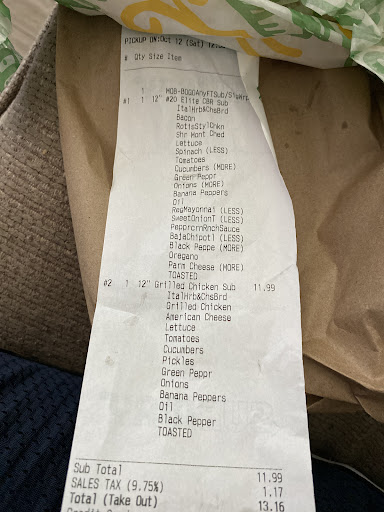 PICKUP ON:Oct 12 (Sat)
# Qty Size Item
1 MOB-BOGOAnyFTSub/SigWrp
#1 1 12" #20 Elite CBR Sub
ItalHrb&ChsBrd
Bacon
RotisStylChkn
Shr Mont Ched
Lettuce
Spinach (LESS)
Tomatoes
Cucumbers (MORE)
Green Peppr
Onions (MORE)
Banana Peppers
Oil
RegMayonnai (LESS)
SweetOnionT (LESS)
PepprcrnRnchSauce
BajaChipotl (LESS)
Black Peppe (MORE)
Oregano
Parm Cheese (MORE)
TOASTED
#2 1 12" Grilled Chicken Sub 11.99
ItalHrb&ChsBrd
Grilled Chicken
American Cheese
Lettuce
Tomatoes
Cucumbers
Pickles
Green Peppr
Onions
Banana Peppers
Oil
Black Pepper
TOASTED
Sub Total 11.99
SALES TAX (9.75%) 1.17
Total (Take Out) 13.16